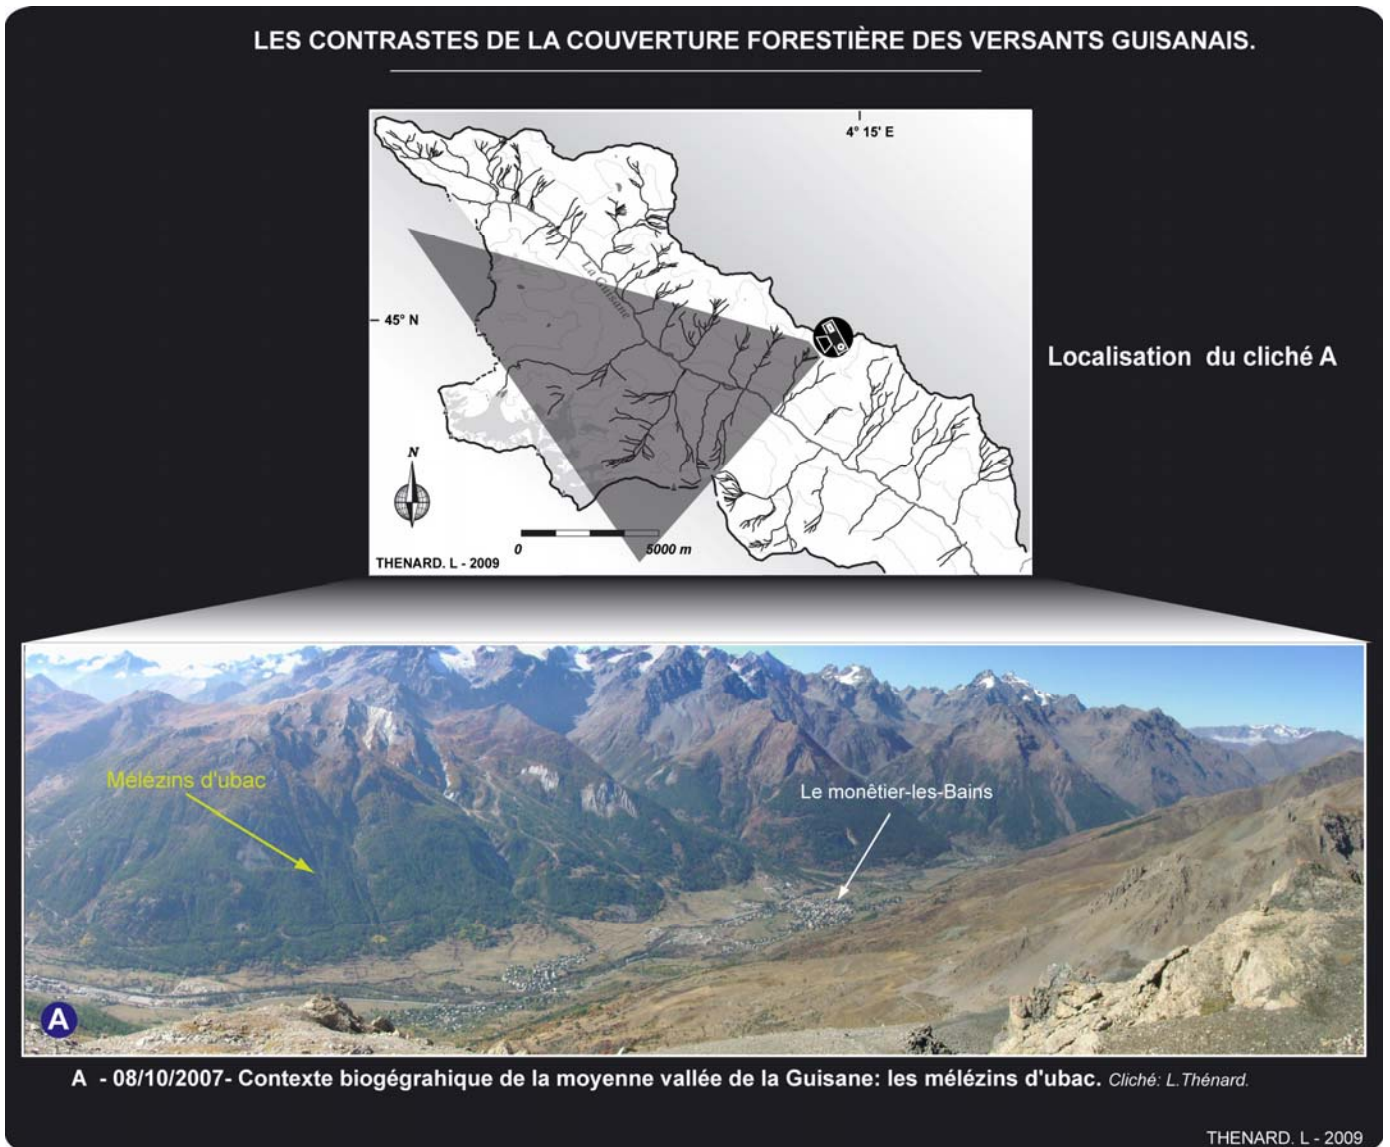 LES CONTRASTES DE LA COUVERTURE FORESTIÈRE DES VERSANTS GUISANAIS.
4° 15' E
La Guisane
45° N
Localisation du cliché A
N
0 5000 m
THENARD. L - 2009
Mélézins d'ubac
Le monêtier-les-Bains
A
A - 08/10/2007- Contexte biogégrahique de la moyenne vallée de la Guisane: les mélézins d'ubac. Cliché: L.Thénard.
THENARD. L - 2009